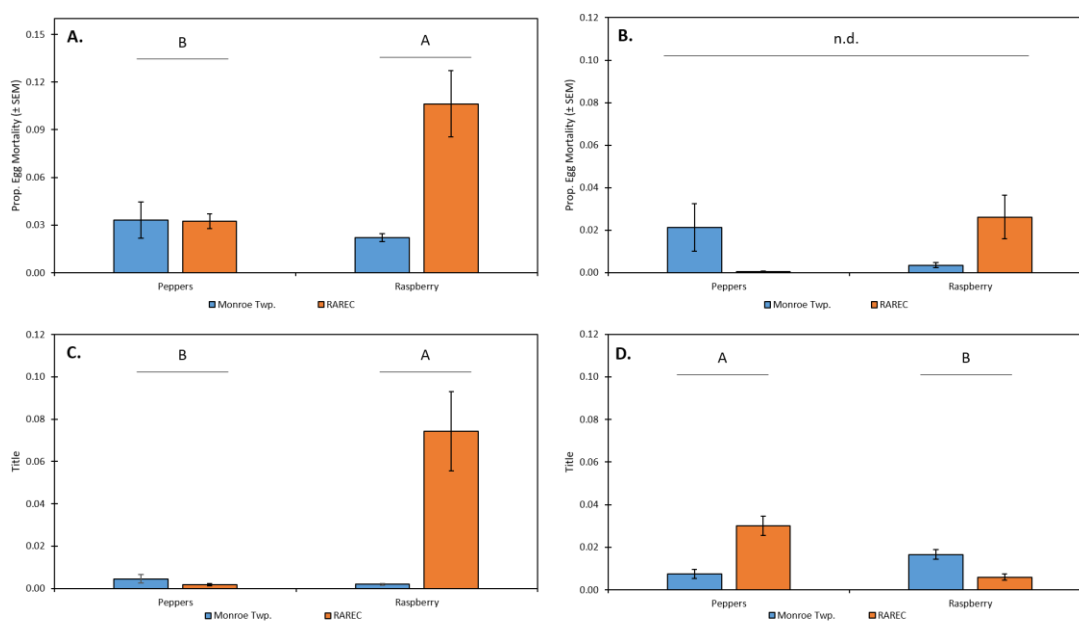 A.
B
A
0.15
0.12
0.09
0.06
0.03
0.00
Prop. Egg Mortality (± SEM)
Peppers
Raspberry
Monroe Twp.
RAREC
B.
n.d.
0.12
0.10
0.08
0.06
0.04
0.02
0.00
Prop. Egg Mortality (± SEM)
Peppers
Raspberry
Monroe Twp.
RAREC
C.
B
A
0.12
0.10
0.08
0.06
0.04
0.02
0.00
Title
Peppers
Raspberry
Monroe Twp.
RAREC
D.
A
B
0.12
0.10
0.08
0.06
0.04
0.02
0.00
Title
Peppers
Raspberry
Monroe Twp.
RAREC